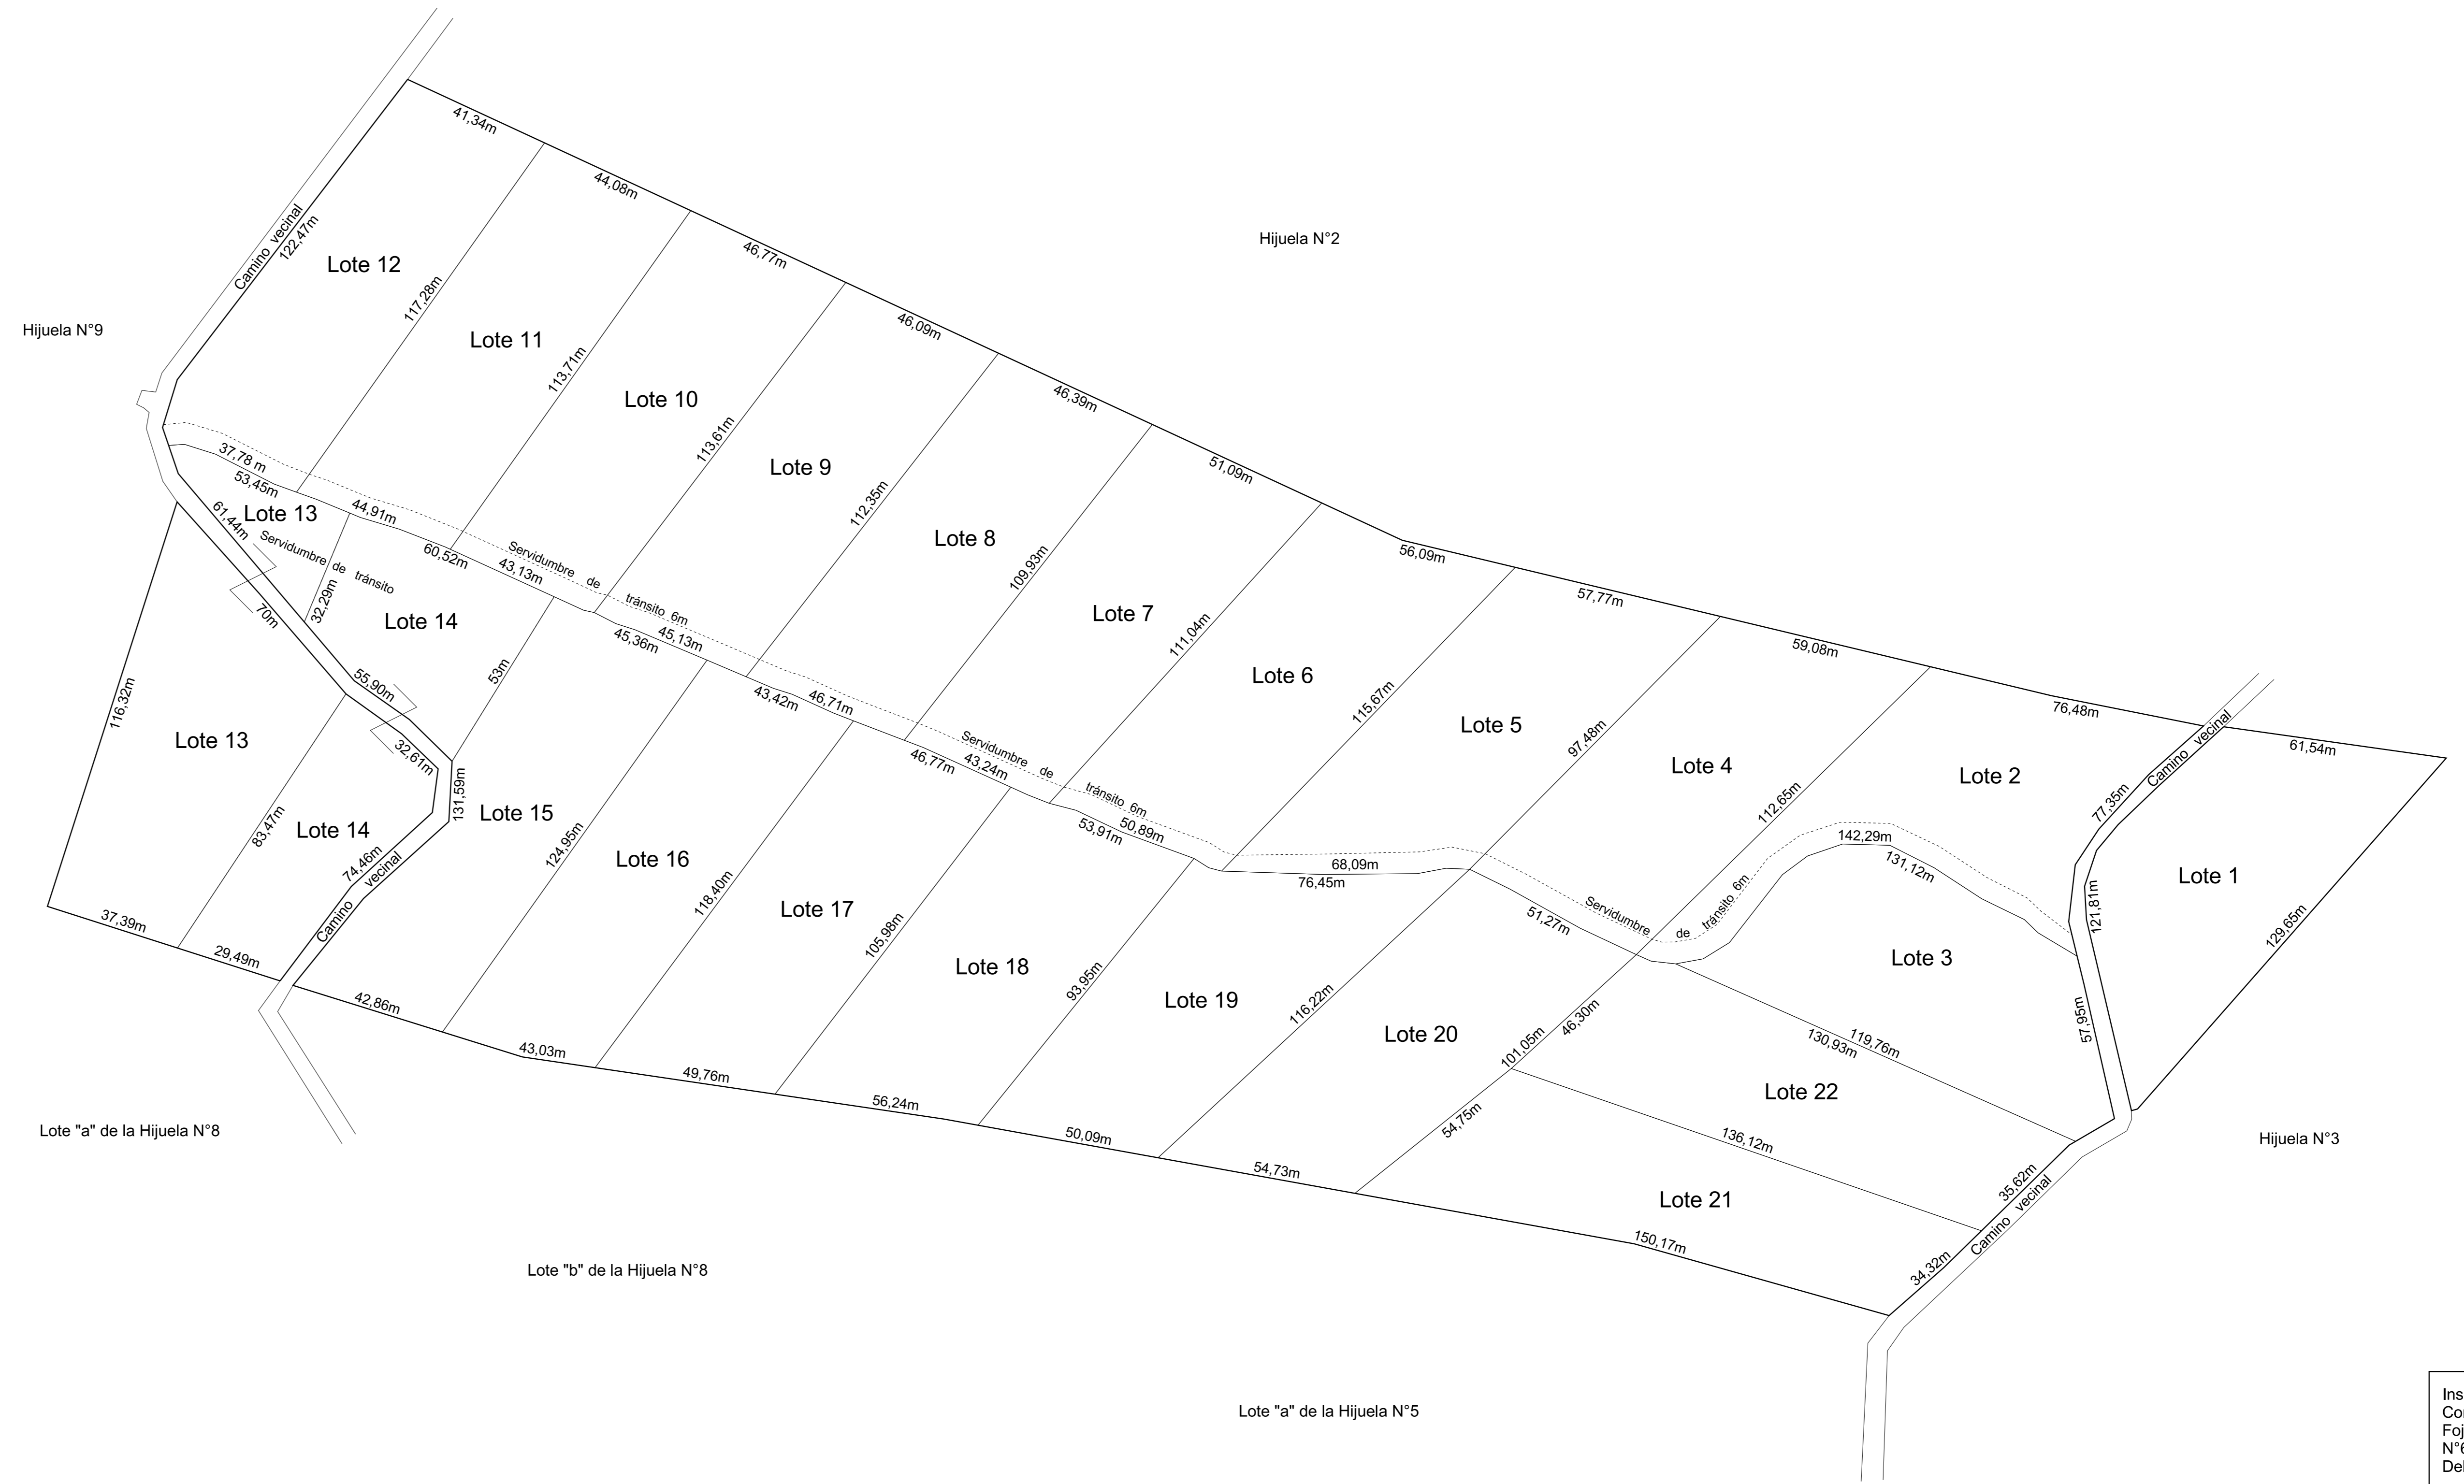 41,34m
44,08m
46,77m
46,09m
46,39m
51,09m
56,09m
57,77m
59,08m
76,48m
61,54m
Hijuela N°2
Hijuela N°9
Camino vecinal
122,47m
Lote 12
117,28m
Lote 11
113,71m
Lote 10
113,61m
Lote 9
112,35m
Lote 8
109,93m
Lote 7
111,04m
Lote 6
115,67m
Lote 5
97,48m
Lote 4
112,65m
Lote 2
77,35m
Camino vecinal
Lote 1
121,81m
129,65m
37,78 m
53,45m
44,91m
60,52m
43,13m
Servidumbre de
tránsito 6m
45,36m
45,13m
43,42m
46,71m
46,77m
43,24m
Servidumbre de
tránsito 6m
53,91m
50,89m
68,09m
76,45m
51,27m
Servidumbre de
tránsito 6m
142,29m
131,12m
61,44m
Lote 13
Servidumbre de tránsito
32,29m
70m
Lote 14
53m
55,90m
32,61m
131,59m
116,32m
Lote 13
83,47m
Lote 14
74,46m
Camino vecinal
Lote 15
124,95m
Lote 16
118,40m
Lote 17
105,98m
Lote 18
93,95m
Lote 19
116,22m
Lote 20
101,05m
46,30m
54,75m
Lote 3
57,95m
119,76m
130,93m
Lote 22
136,12m
Lote 21
35,62m
Camino vecinal
34,32m
37,39m
29,49m
42,86m
43,03m
49,76m
56,24m
50,09m
54,73m
150,17m
Lote "a" de la Hijuela N°8
Hijuela N°3
Lote "b" de la Hijuela N°8
Lote "a" de la Hijuela N°5
Ins
Co
Foj
N°6
De